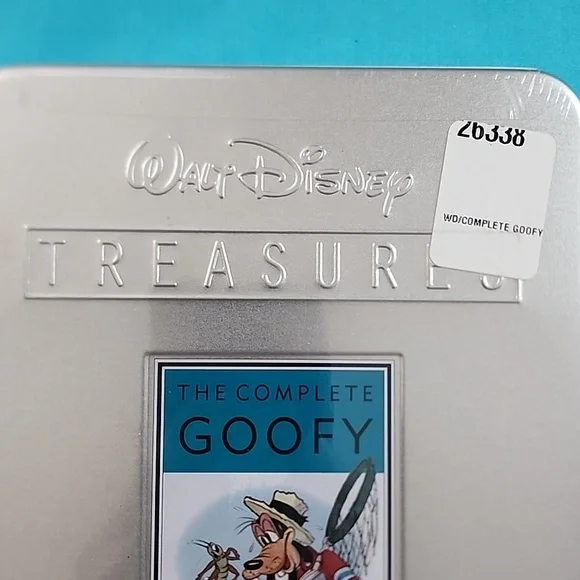 26338
WD/COMPLETE GOOFY
WALT DISNEY
TREASURES
THE COMPLETE
GOOFY